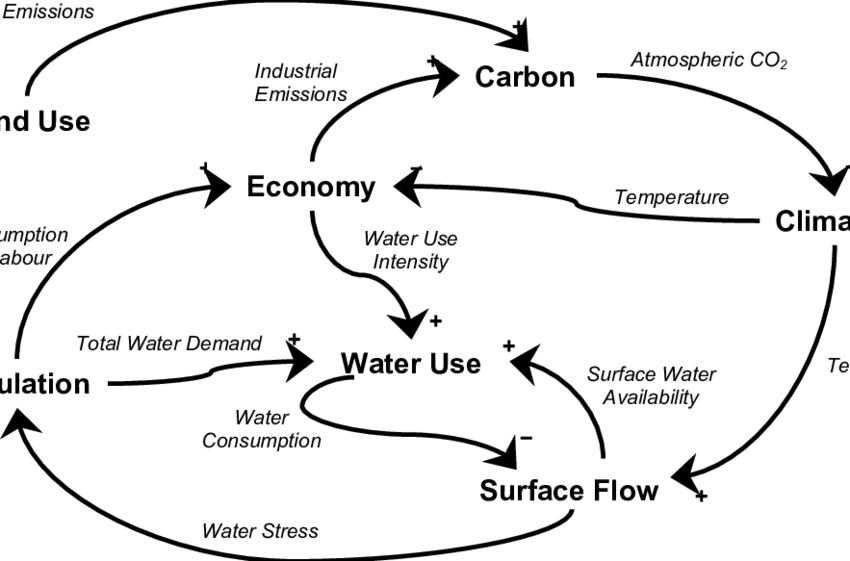 Emissions
+
Carbon
Atmospheric CO₂
Industrial
Emissions
+
nd Use
+
Economy
−
Temperature
Clima
umption
abour
Water Use
Intensity
+
Total Water Demand
+
Water Use
+
Surface Water
Availability
Te
ulation
Water
Consumption
−
Surface Flow
+
Water Stress